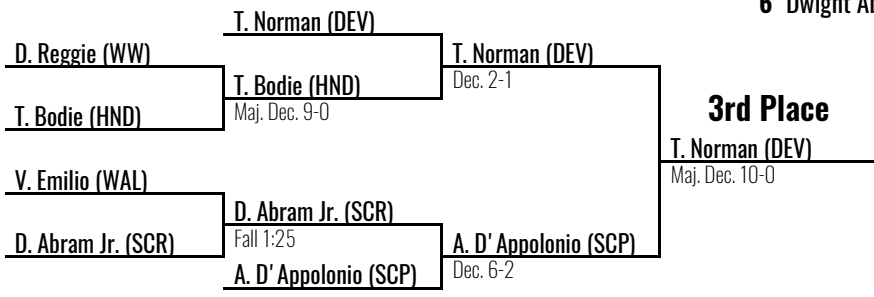 6 Dwight
T. Norman (DEV)
D. Reggie (WW)
T. Norman (DEV)
T. Bodie (HND)
Dec. 2-1
Maj. Dec. 9-0
T. Bodie (HND)
3rd Place
T. Norman (DEV)
Maj. Dec. 10-0
V. Emilio (WAL)
D. Abram Jr. (SCR)
Fall 1:25
D. Abram Jr. (SCR)
A. D'Appolonio (SCP)
Dec. 6-2
A. D'Appolonio (SCP)